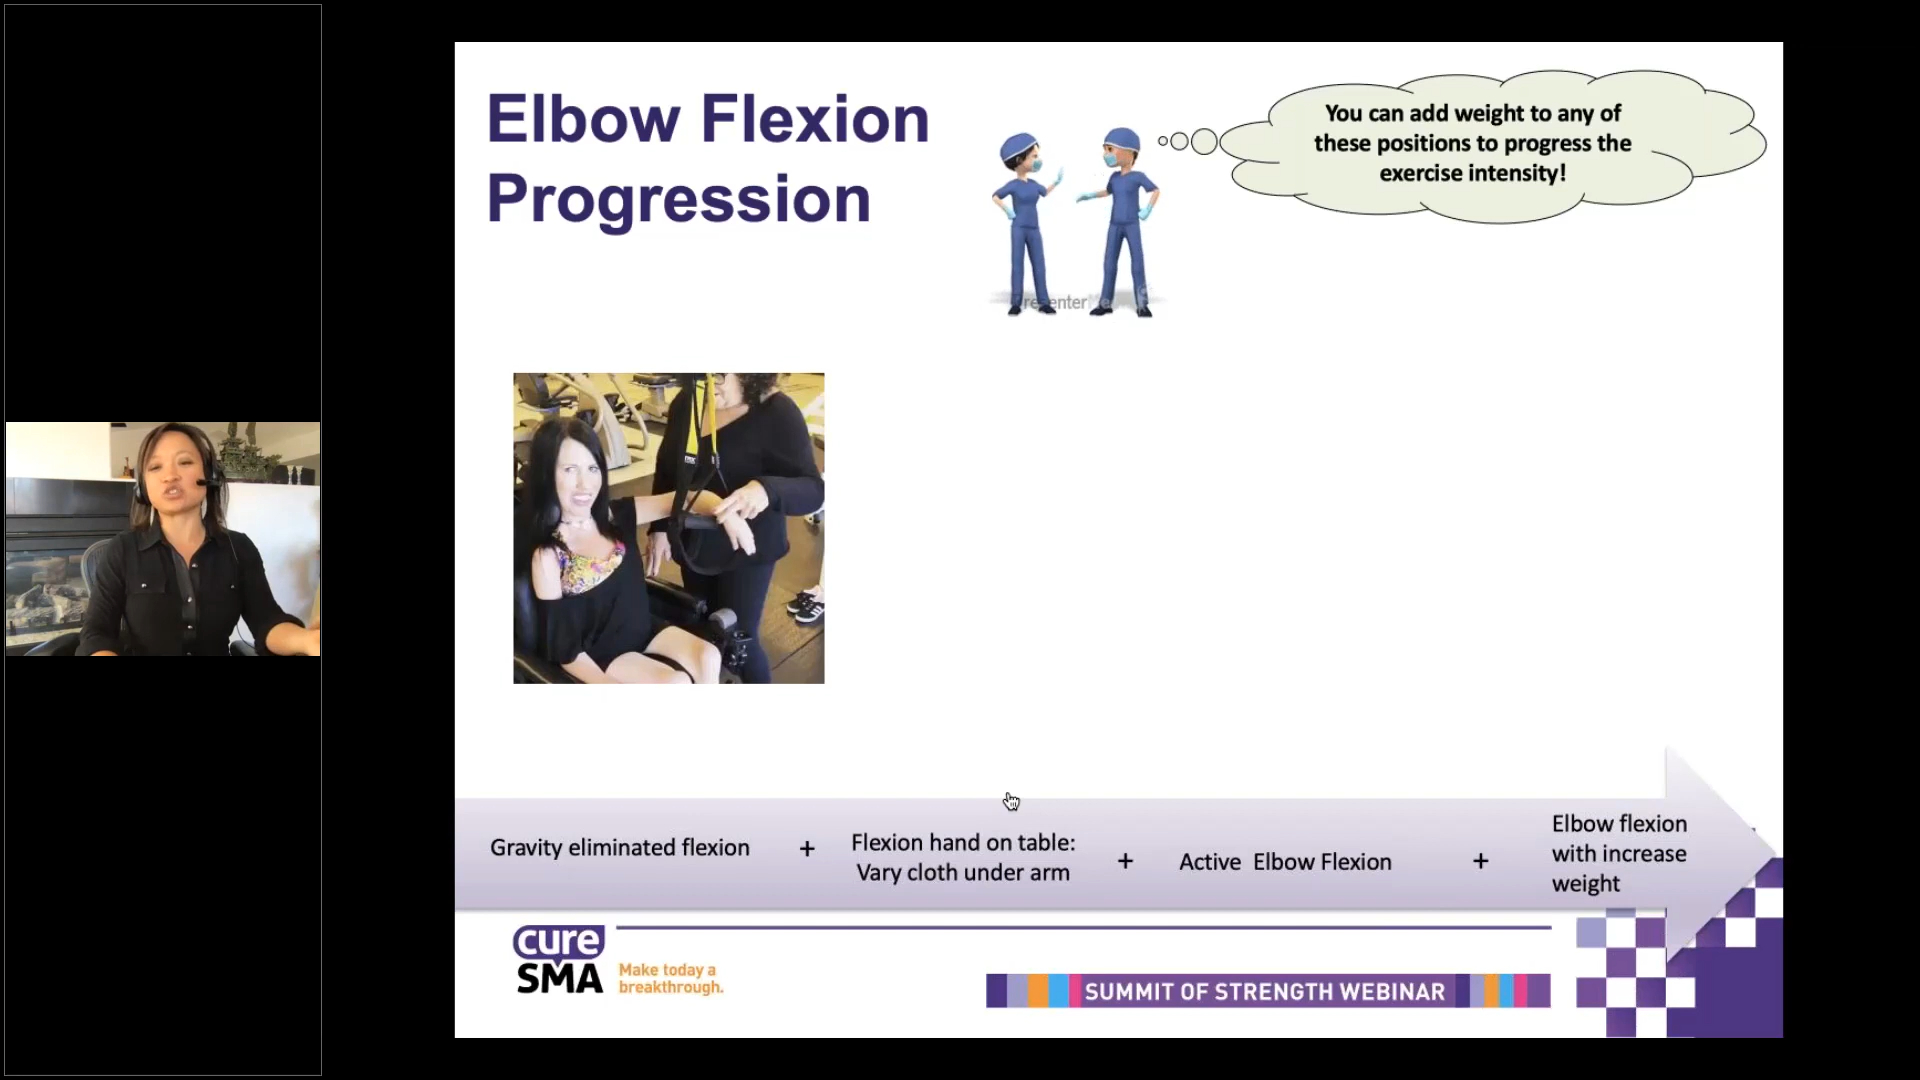 Elbow Flexion
Progression
You can add weight to any of
these positions to progress the
exercise intensity!
Gravity eliminated flexion
+
Flexion hand on table:
Vary cloth under arm
+
Active  Elbow Flexion
+
Elbow flexion
with increase
weight
cure
SMA
Make today a
breakthrough.
SUMMIT OF STRENGTH WEBINAR